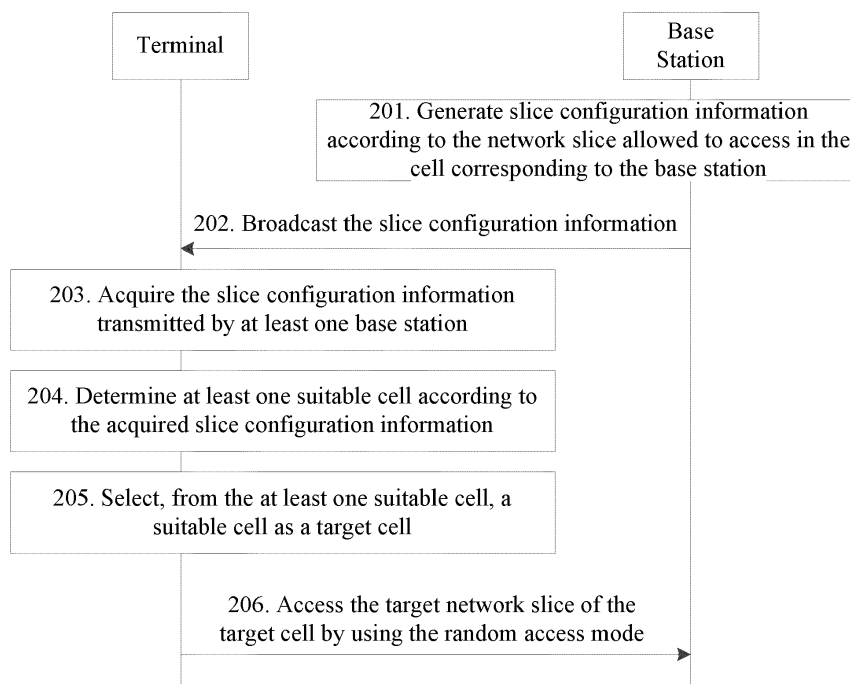 Terminal
Base
Station
201. Generate slice configuration information
according to the network slice allowed to access in the
cell corresponding to the base station
202. Broadcast the slice configuration information
203. Acquire the slice configuration information
transmitted by at least one base station
204. Determine at least one suitable cell according to
the acquired slice configuration information
205. Select, from the at least one suitable cell, a
suitable cell as a target cell
206. Access the target network slice of the
target cell by using the random access mode